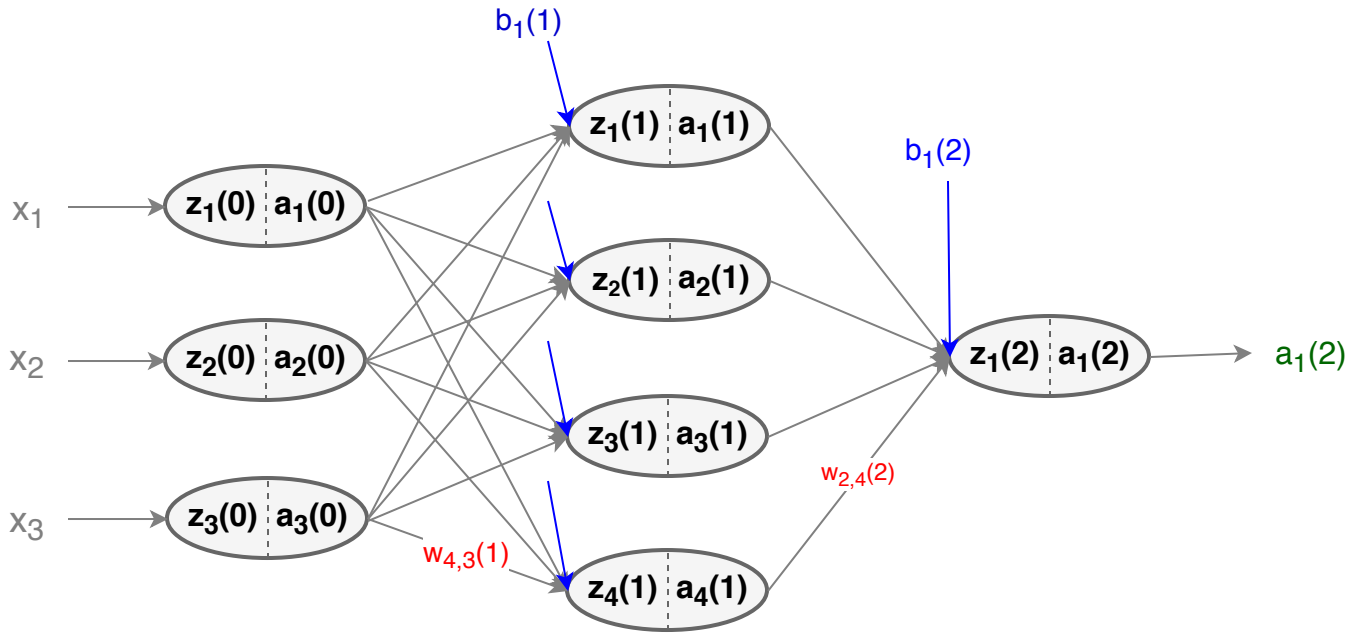 b₁(1)
z₁(1) a₁(1)
b₁(2)
x₁
z₁(0) a₁(0)
z₂(1) a₂(1)
x₂
z₂(0) a₂(0)
z₁(2) a₁(2)
a₁(2)
z₃(1) a₃(1)
w₂,₄(2)
x₃
z₃(0) a₃(0)
w₄,₃(1)
z₄(1) a₄(1)